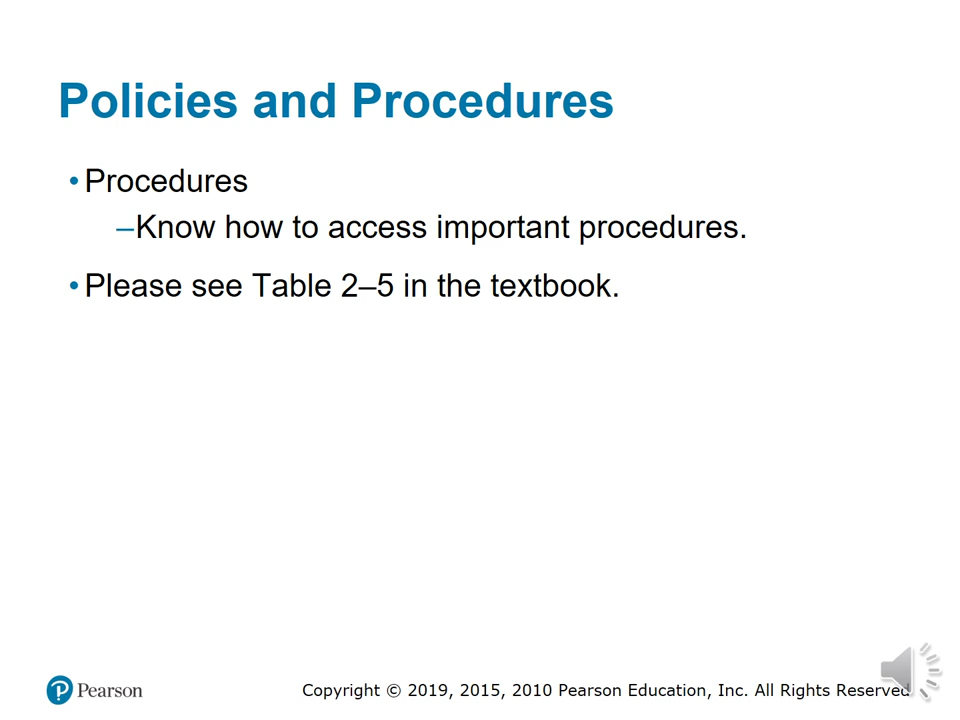 Policies and Procedures
• Procedures
–Know how to access important procedures.
• Please see Table 2–5 in the textbook.
Pearson
Copyright © 2019, 2015, 2010 Pearson Education, Inc. All Rights Reserved